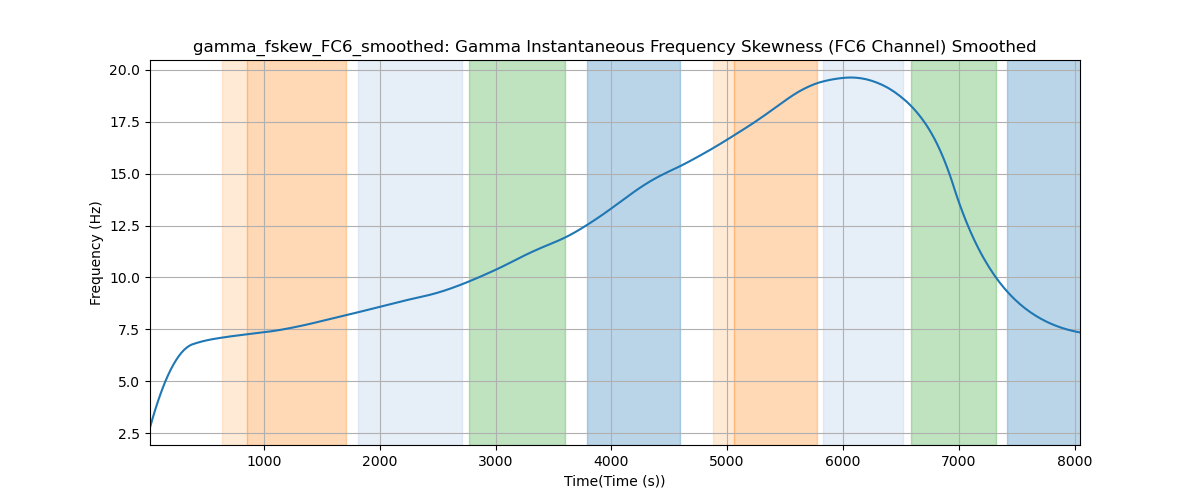 gamma_fskew_FC6_smoothed: Gamma Instantaneous Frequency Skewness (FC6 Channel) Smoothed
Frequency (Hz)
20.0
17.5
15.0
12.5
10.0
7.5
5.0
2.5
1000 2000 3000 4000 5000 6000 7000 8000
Time(Time (s))